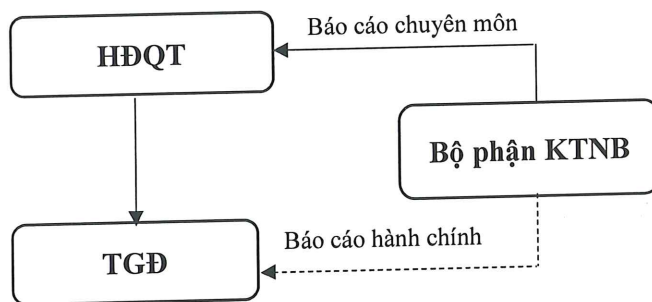 Báo cáo chuyên môn
HĐQT
Bộ phận KTNB
Báo cáo hành chính
TGĐ